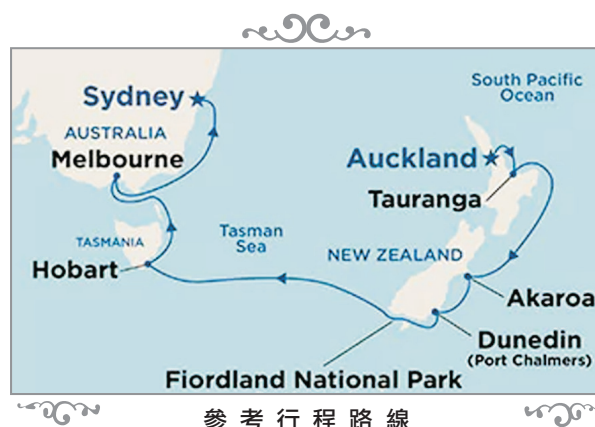 South Pacific
Ocean
Sydney
AUSTRALIA
Melbourne
Auckland
Tauranga
Tasman
Sea
TASMANIA
NEW ZEALAND
Hobart
Akaroa
Dunedin
(Port Chalmers)
Fiordland National Park
參考行程路線